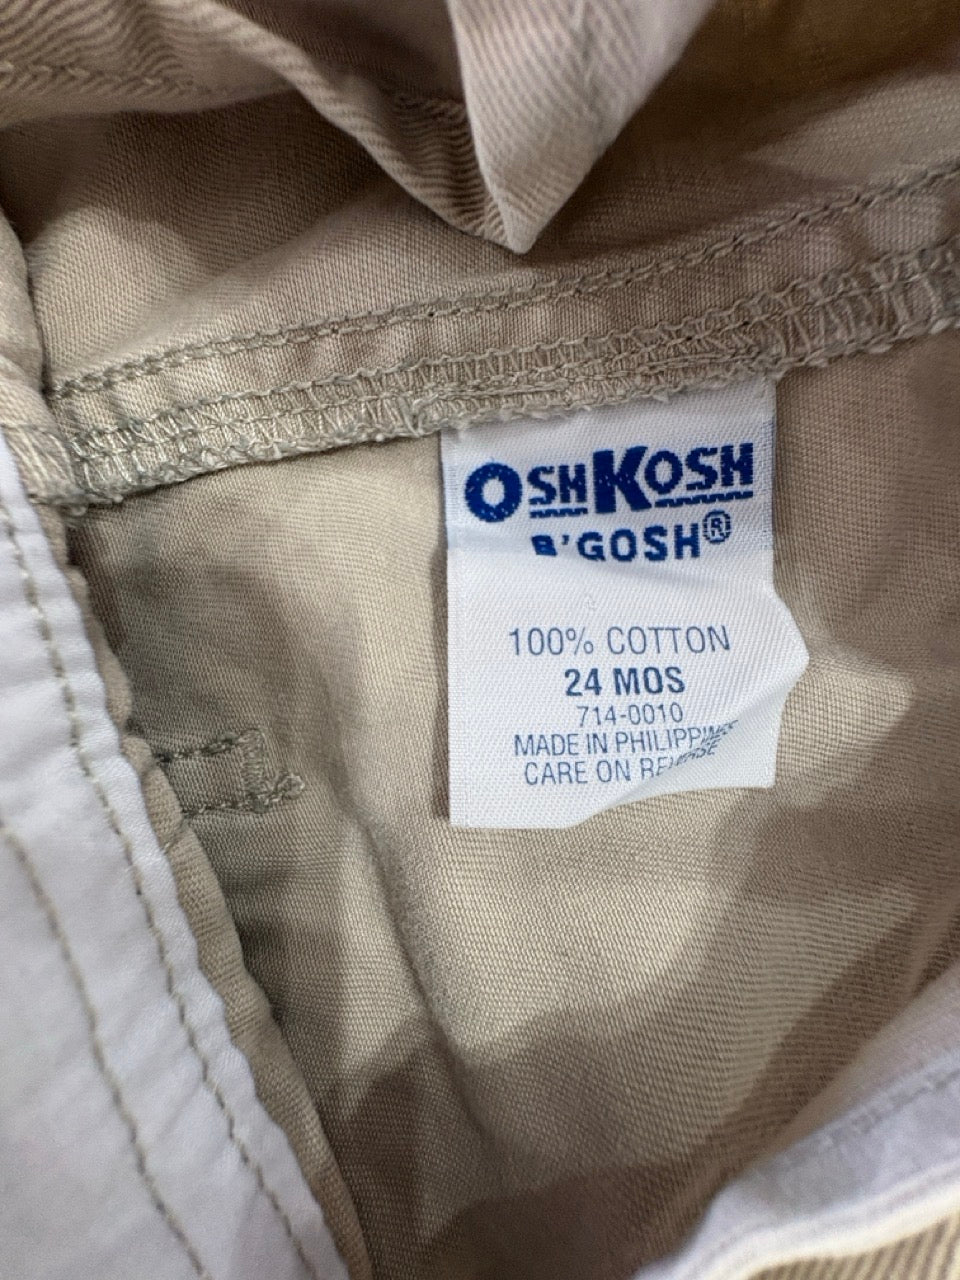 OSHKOSH
B'GOSH®
100% COTTON
24 MOS
714-0010
MADE IN PHILIPPINES
CARE ON REVERSE